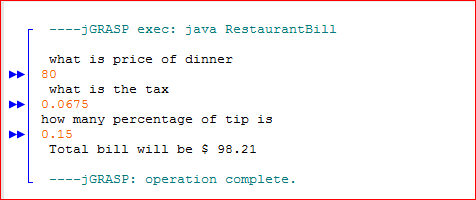 ----jGRASP exec: java RestaurantBill
what is price of dinner
80
what is the tax
0.0675
how many percentage of tip is
0.15
Total bill will be $ 98.21
----jGRASP: operation complete.